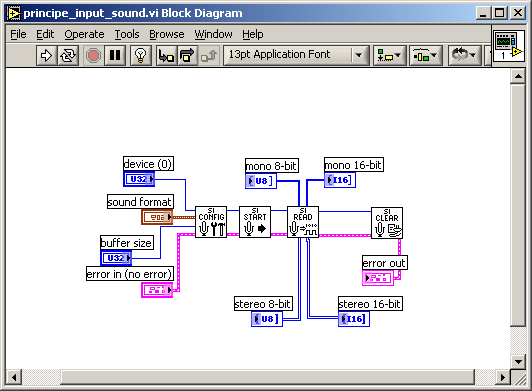 principe_input_sound.vi Block Diagram
File Edit Operate Tools Browse Window Help
13pt Application Font
1
device (0)
U32
mono 8-bit
U8]
mono 16-bit
I16]
sound format
SI CONFIG
SI START
SI READ
SI CLEAR
buffer size
U32
error in (no error)
error out
stereo 8-bit
U8]
stereo 16-bit
I16]